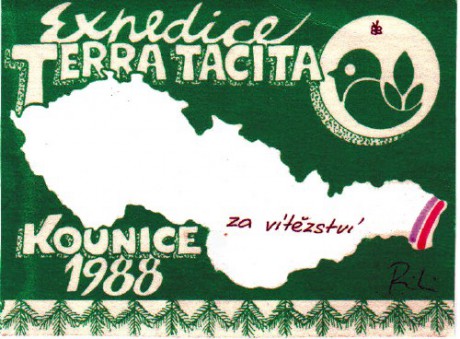 Expedice
TERRA TACITA
za vítězství
KOUNICE
1988